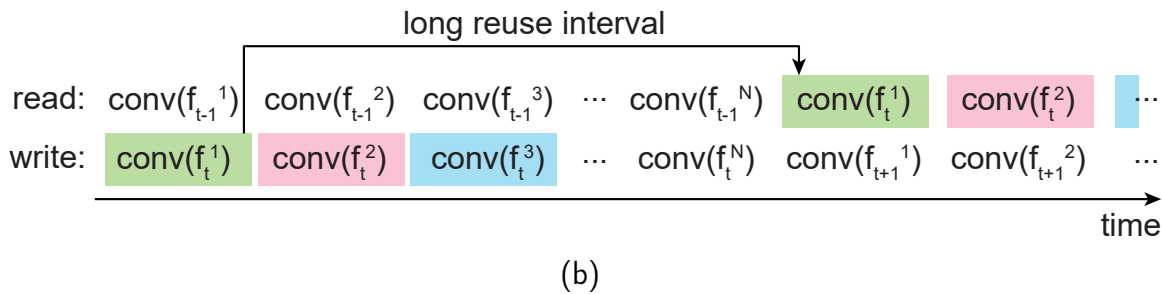 long reuse interval
read: conv(f_{t-1}^1) conv(f_{t-1}^2) conv(f_{t-1}^3) ... conv(f_{t-1}^N) conv(f_t^1) conv(f_t^2) ...
write: conv(f_t^1) conv(f_t^2) conv(f_t^3) ... conv(f_t^N) conv(f_{t+1}^1) conv(f_{t+1}^2) ...
time
(b)